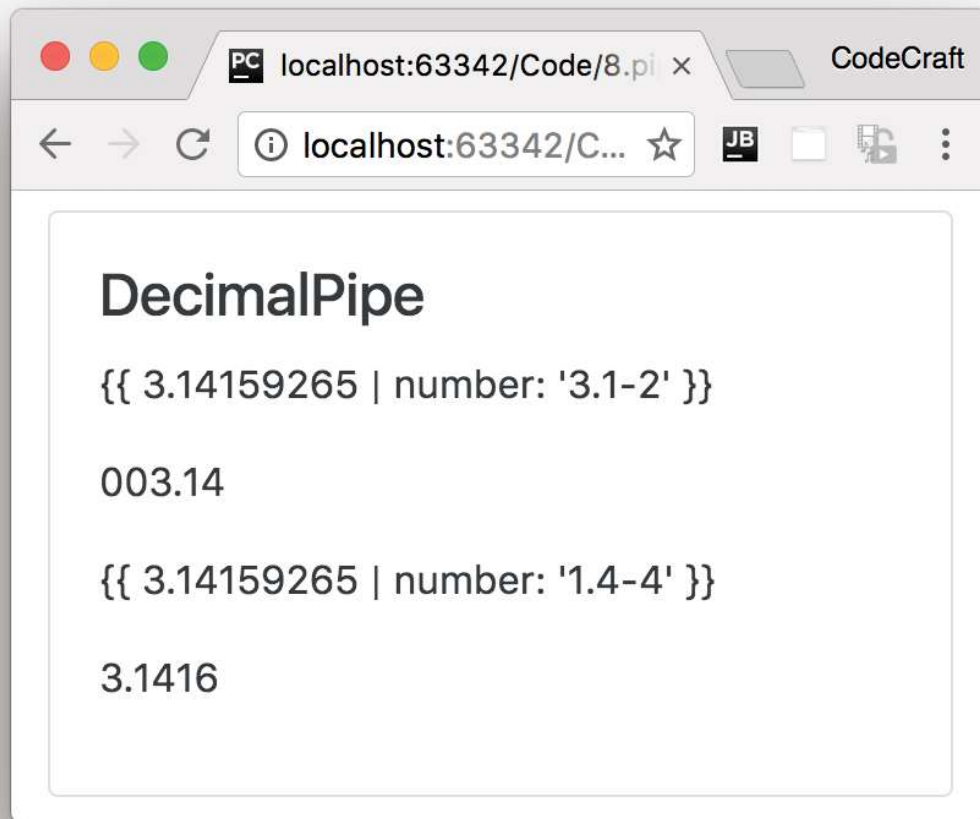 PC localhost:63342/Code/8.pi CodeCraft
localhost:63342/C... JB
DecimalPipe
{{ 3.14159265 | number: '3.1-2' }}
003.14
{{ 3.14159265 | number: '1.4-4' }}
3.1416